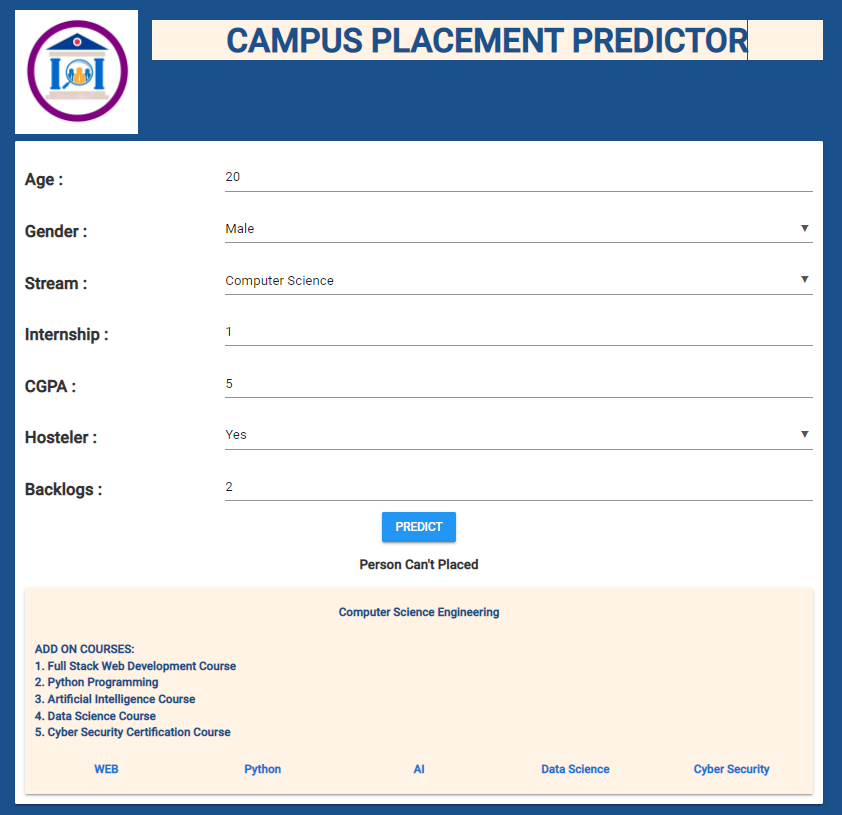 CAMPUS PLACEMENT PREDICTOR
Age : 20
Gender : Male
Stream : Computer Science
Internship : 1
CGPA : 5
Hosteler : Yes
Backlogs : 2
PREDICT
Person Can't Placed
Computer Science Engineering
ADD ON COURSES:
1. Full Stack Web Development Course
2. Python Programming
3. Artificial Intelligence Course
4. Data Science Course
5. Cyber Security Certification Course
WEB Python AI Data Science Cyber Security